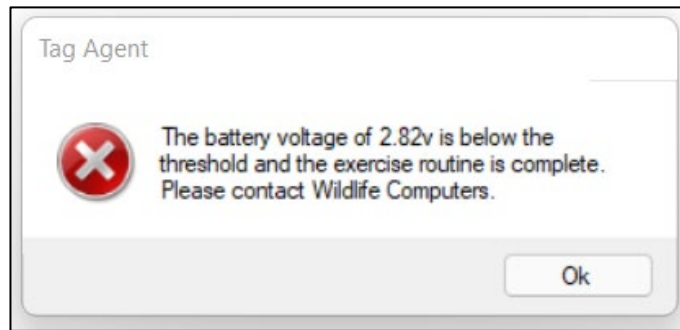 Tag Agent
The battery voltage of 2.82v is below the
threshold and the exercise routine is complete.
Please contact Wildlife Computers.
Ok